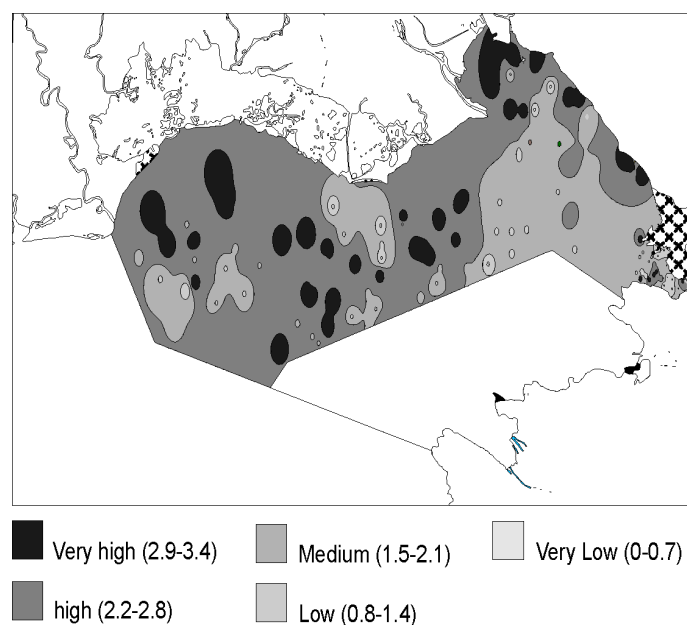 Very high (2.9-3.4)
Medium (1.5-2.1)
Very Low (0-0.7)
high (2.2-2.8)
Low (0.8-1.4)